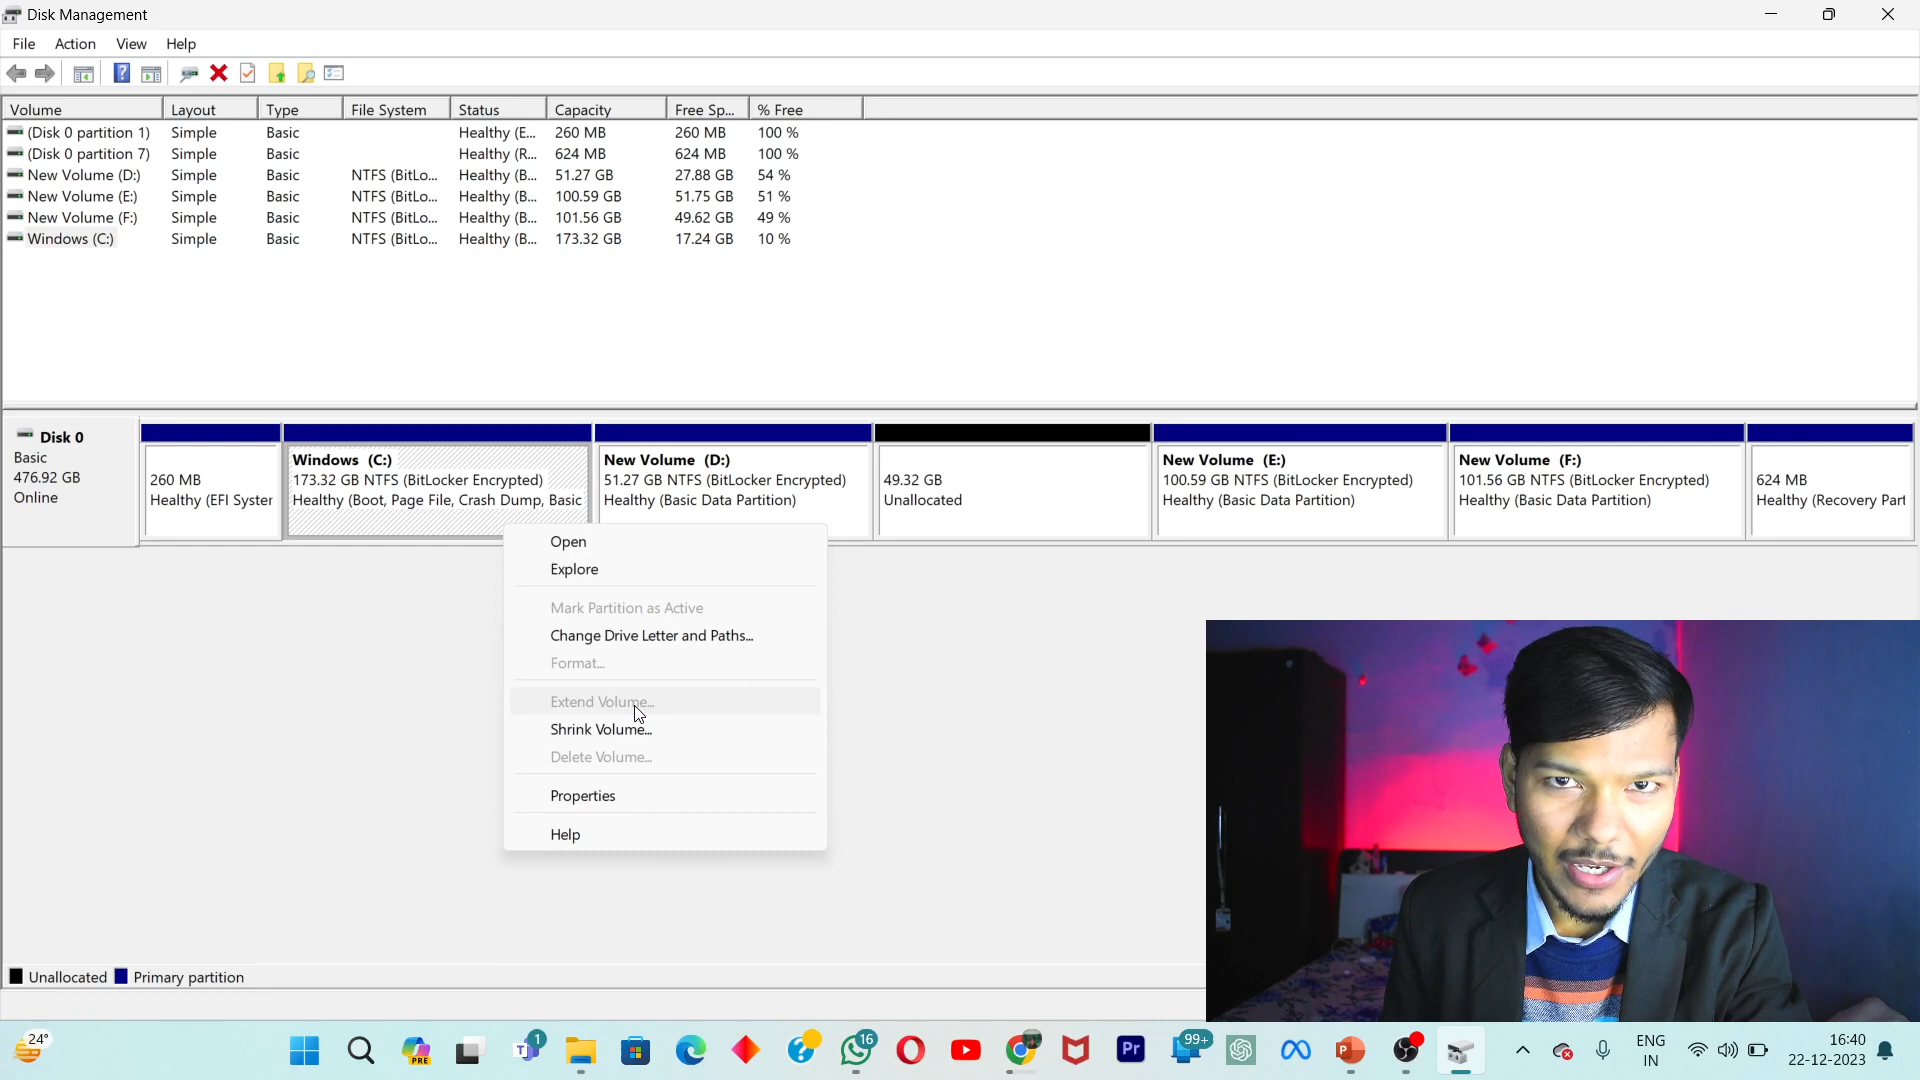 Disk Management
File Action View Help
Volume Layout Type File System Status Capacity Free Sp... % Free
(Disk 0 partition 1) Simple Basic Healthy (E... 260 MB 260 MB 100 %
(Disk 0 partition 7) Simple Basic Healthy (R... 624 MB 624 MB 100 %
New Volume (D:) Simple Basic NTFS (BitLo... Healthy (B... 51.27 GB 27.88 GB 54 %
New Volume (E:) Simple Basic NTFS (BitLo... Healthy (B... 100.59 GB 51.75 GB 51 %
New Volume (F:) Simple Basic NTFS (BitLo... Healthy (B... 101.56 GB 49.62 GB 49 %
Windows (C:) Simple Basic NTFS (BitLo... Healthy (B... 173.32 GB 17.24 GB 10 %
Disk 0
Basic
476.92 GB
Online
260 MB
Healthy (EFI System
Windows (C:)
173.32 GB NTFS (BitLocker Encrypted)
Healthy (Boot, Page File, Crash Dump, Basic
New Volume (D:)
51.27 GB NTFS (BitLocker Encrypted)
Healthy (Basic Data Partition)
49.32 GB
Unallocated
New Volume (E:)
100.59 GB NTFS (BitLocker Encrypted)
Healthy (Basic Data Partition)
New Volume (F:)
101.56 GB NTFS (BitLocker Encrypted)
Healthy (Basic Data Partition)
624 MB
Healthy (Recovery Part
Open
Explore
Mark Partition as Active
Change Drive Letter and Paths...
Format...
Extend Volume...
Shrink Volume...
Delete Volume...
Properties
Help
Unallocated Primary partition
24°
PRE
1
16
Pr
99+
ENG
IN
16:40
22-12-2023